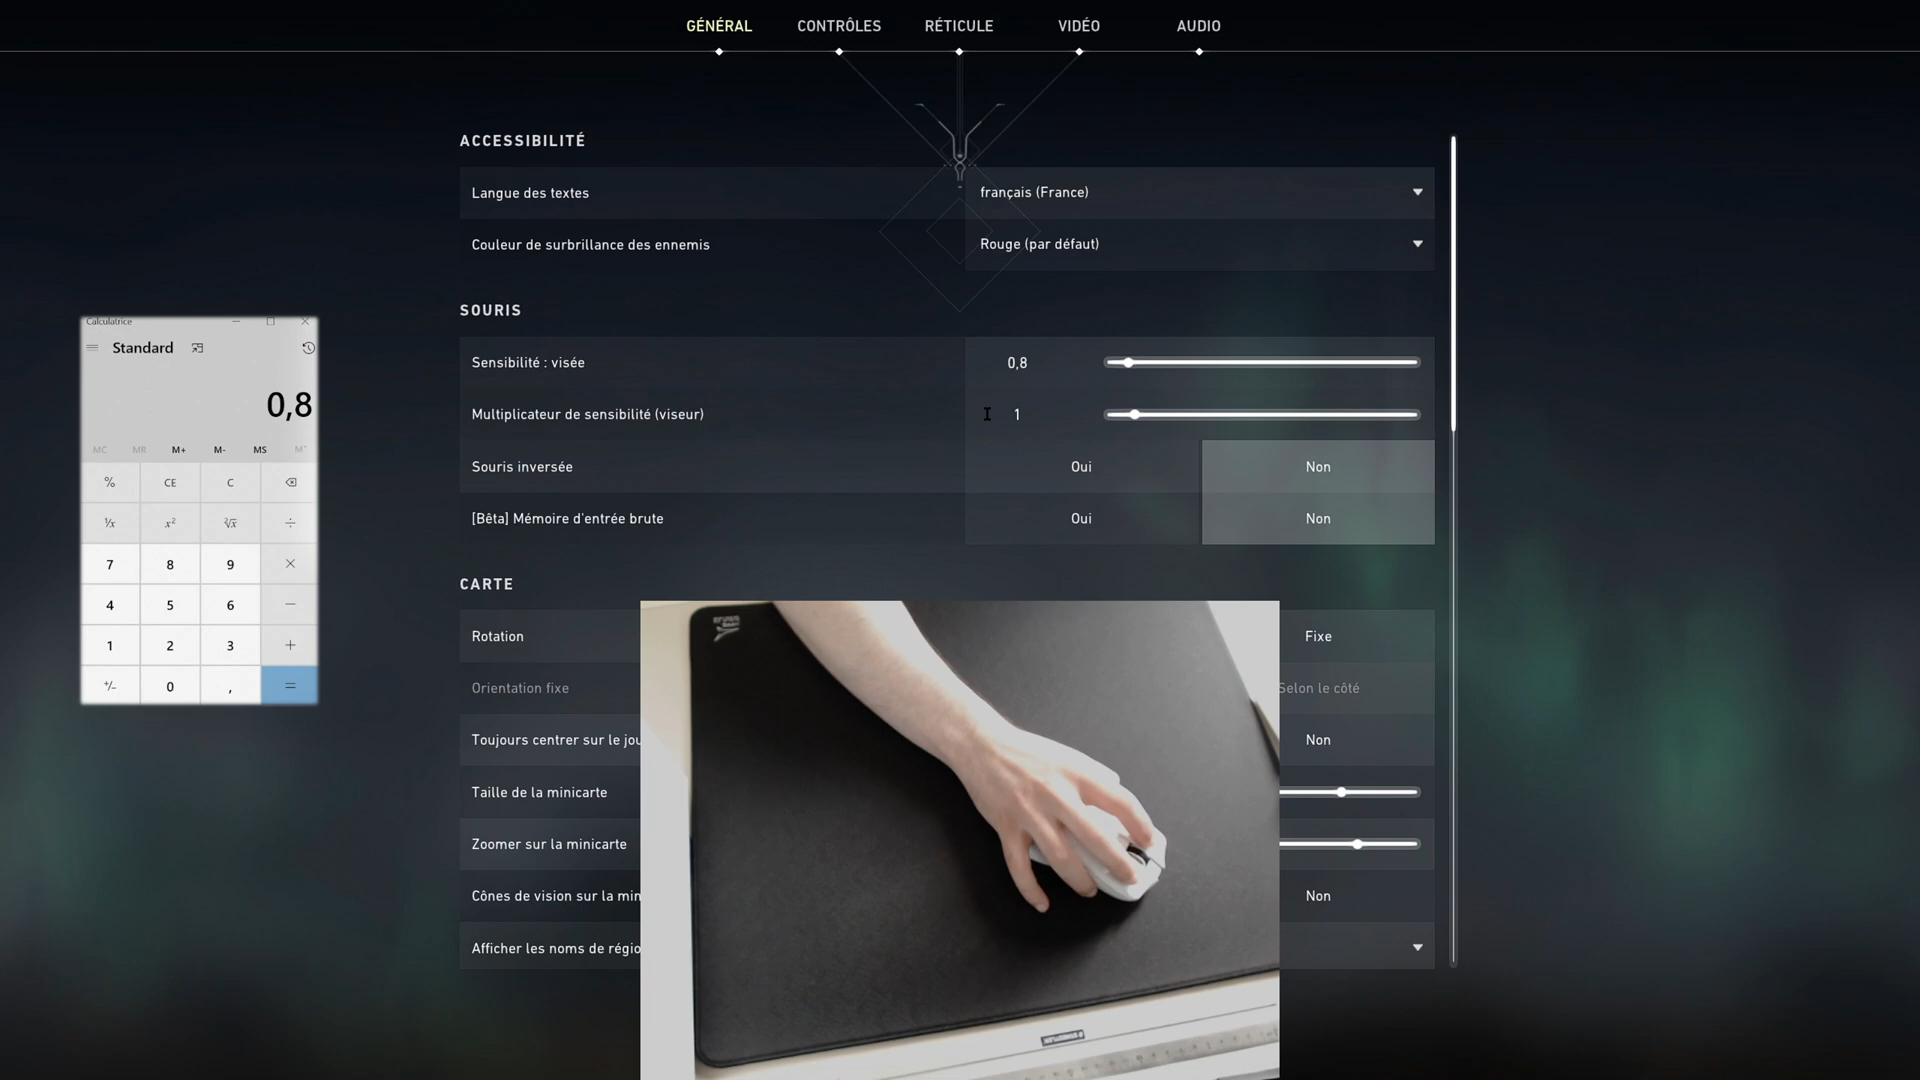 GÉNÉRAL
CONTRÔLES
RÉTICULE
VIDÉO
AUDIO
ACCESSIBILITÉ
Langue des textes
français (France)
Couleur de surbrillance des ennemis
Rouge (par défaut)
SOURIS
Sensibilité : visée
0,8
Multiplicateur de sensibilité (viseur)
1
Souris inversée
Oui
Non
[Bêta] Mémoire d'entrée brute
Oui
Non
CARTE
Rotation
Fixe
Orientation fixe
Selon le côté
Toujours centrer sur le jou
Non
Taille de la minicarte
Zoomer sur la minicarte
Cônes de vision sur la min
Non
Afficher les noms de régio
Calculatrice
Standard
0,8
MC MR M+ M- MS M
% CE C
¹/x x² ²√x ÷
7 8 9 ×
4 5 6 −
1 2 3 +
+/− 0 , =